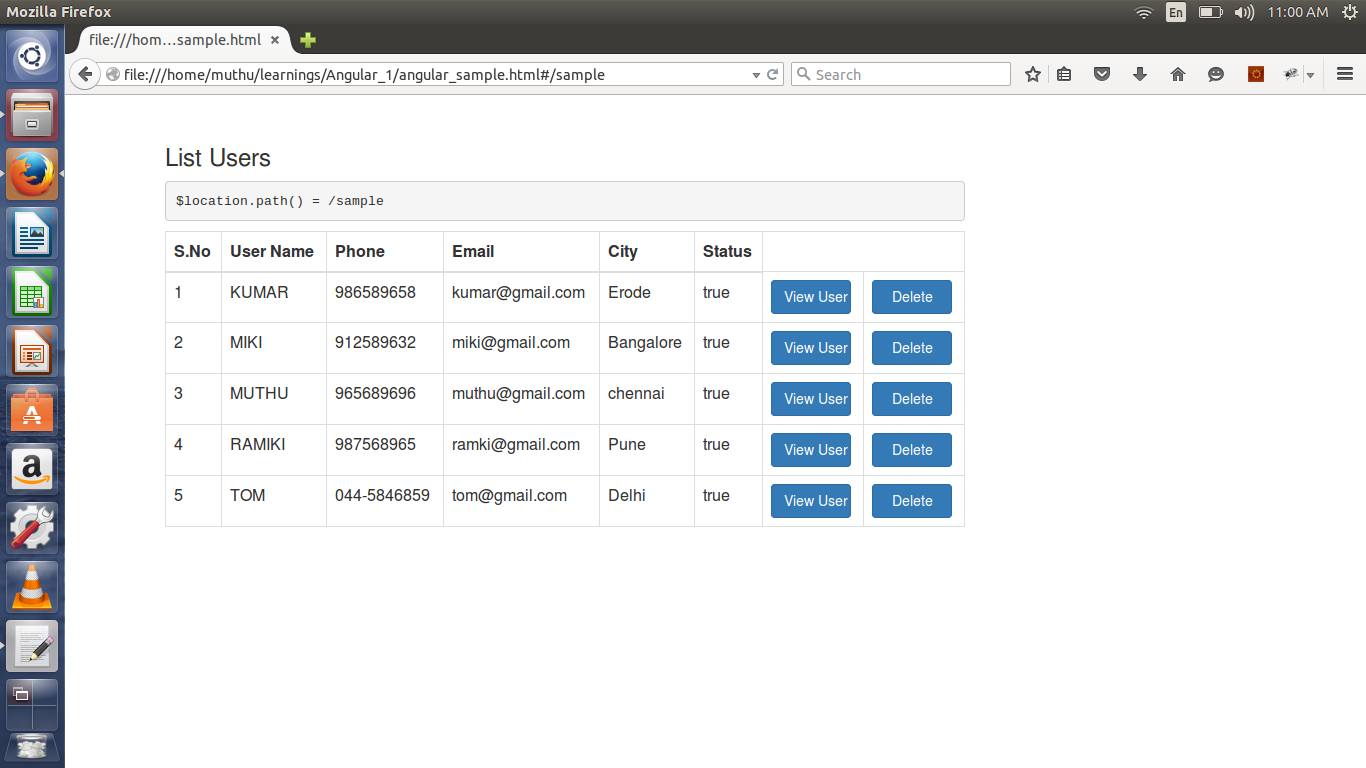 Mozilla Firefox
En
11:00 AM
file:///hom...sample.html
file:///home/muthu/learnings/Angular_1/angular_sample.html#/sample
Search
List Users
$location.path() = /sample
S.No User Name Phone Email City Status
1 KUMAR 986589658 kumar@gmail.com Erode true View User Delete
2 MIKI 912589632 miki@gmail.com Bangalore true View User Delete
3 MUTHU 965689696 muthu@gmail.com chennai true View User Delete
4 RAMIKI 987568965 ramki@gmail.com Pune true View User Delete
5 TOM 044-5846859 tom@gmail.com Delhi true View User Delete